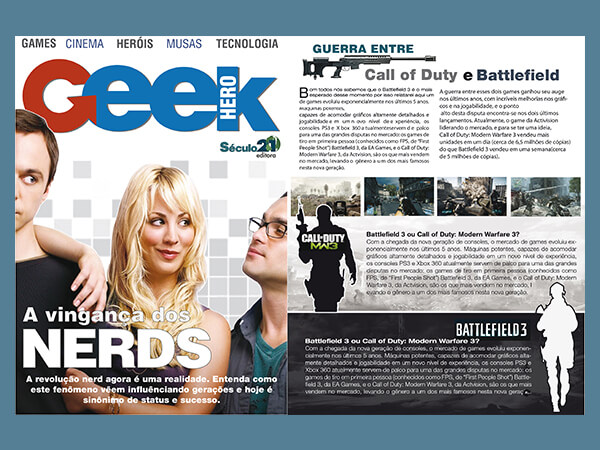 GAMES CINEMA HERÓIS MUSAS TECNOLOGIA
Geek
HERO
Século21
editora
A vingança dos
NERDS
A revolução nerd agora é uma realidade. Entenda como
este fenômeno vêem influênciando gerações e hoje é
sinônimo de status e sucesso.
GUERRA ENTRE
Call of Duty e Battlefield
Bom todos nós sabemos que o Battlefield 3 e o mais
esperado desse momento por isso relatarei aqui um
de games evoluiu exponencialmente nos últimos 5 anos.
máquinas potentes,
capazes de acomodar gráficos altamente detalhados e
jogabilidade em um novo nível de experiência, os
consoles PS3 e X box 360 atualmente servem de palco
para uma das grandes disputas no mercado: os games de
tiro em primeira pessoa (conhecidos como FPS, de "First
People Shot") Battlefield 3, da EA Games, e o Call of Duty:
Modern Warfare 3, da Activision, são os que mais vendem
no mercado, levando o gênero a um dos mais famosos
nesta nova geração.
A guerra entre esses dois games ganhou seu auge
nos últimos anos, com incríveis melhorias nos gráfi-
cos e na jogabilidade, e o ponto
alto desta disputa encontra-se nos dois últimos
lançamentos. Atualmente, o game da Activision
liderando o mercado, e para se ter uma ideia,
Call of Duty: Modern Warfare 3 vendeu mais
unidades em um dia (cerca de 6,5 milhões de cópias)
do que Battlefield 3 vendeu em uma semana(cerca
de 5 milhões de cópias).
CALL OF DUTY
MW3
Battlefield 3 ou Call of Duty: Modern Warfare 3?
Com a chegada da nova geração de consoles, o mercado de games evoluiu expo-
nencialmente nos últimos 5 anos. Máquinas potentes, capazes de acomodar
gráficos altamente detalhados e jogabilidade em um novo nível de experiência,
os consoles PS3 e Xbox 360 atualmente servem de palco para uma das grandes
disputas no mercado: os games de tiro em primeira pessoa (conhecidos como
FPS, de "First People Shot") Battlefield 3, da EA Games, e o Call of Duty: Modern
Warfare 3, da Activision, são os que mais vendem no mercado, l
evando o gênero a um dos mais famosos nesta nova geração.
BATTLEFIELD 3
Battlefield 3 ou Call of Duty: Modern Warfare 3?
Com a chegada da nova geração de consoles, o mercado de games evoluiu exponen-
cialmente nos últimos 5 anos. Máquinas potentes, capazes de acomodar gráficos alta-
mente detalhados e jogabilidade em um novo nível de experiência, os consoles PS3 e
Xbox 360 atualmente servem de palco para uma das grandes disputas no mercado: os
games de tiro em primeira pessoa (conhecidos como FPS, de "First People Shot") Battle-
field 3, da EA Games, e o Call of Duty: Modern Warfare 3, da Activision, são os que mais
vendem no mercado, levando o gênero a um dos mais famosos nesta nova geração.